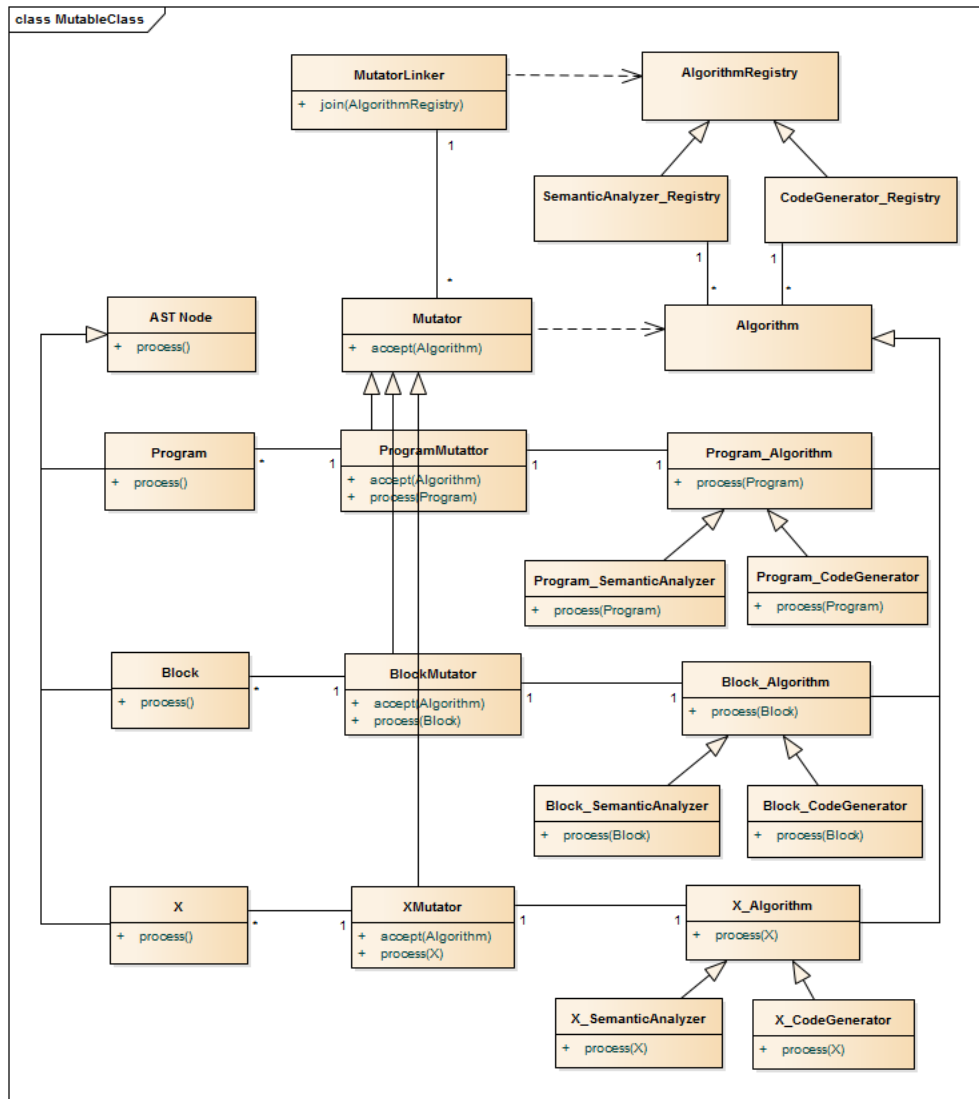 class MutableClass
MutatorLinker
+ join(AlgorithmRegistry)
AlgorithmRegistry
1
SemanticAnalyzer_Registry
CodeGenerator_Registry
1
1
*
*
*
AST Node
+ process()
Mutator
+ accept(Algorithm)
Algorithm
Program
+ process()
*
1
ProgramMutattor
+ accept(Algorithm)
+ process(Program)
1
1
Program_Algorithm
+ process(Program)
Program_SemanticAnalyzer
+ process(Program)
Program_CodeGenerator
+ process(Program)
Block
+ process()
*
1
BlockMutator
+ accept(Algorithm)
+ process(Block)
1
1
Block_Algorithm
+ process(Block)
Block_SemanticAnalyzer
+ process(Block)
Block_CodeGenerator
+ process(Block)
X
+ process()
*
1
XMutator
+ accept(Algorithm)
+ process(X)
1
1
X_Algorithm
+ process(X)
X_SemanticAnalyzer
+ process(X)
X_CodeGenerator
+ process(X)